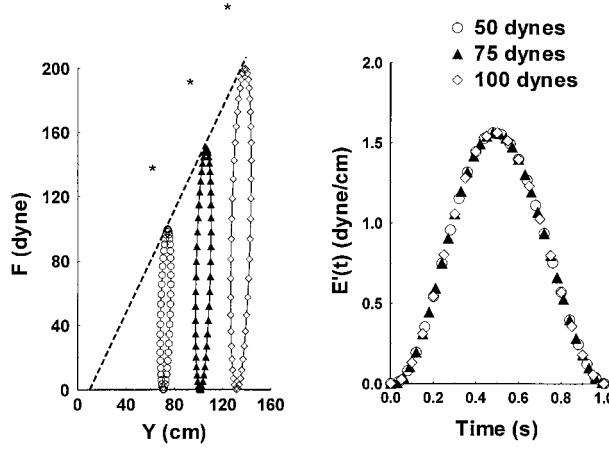 *
*
*
200
160
120
80
40
0
F (dyne)
0 40 80 120 160
Y (cm)
50 dynes
75 dynes
100 dynes
2.0
1.5
1.0
0.5
0.0
E'(t) (dyne/cm)
0.0 0.2 0.4 0.6 0.8 1.0
Time (s)